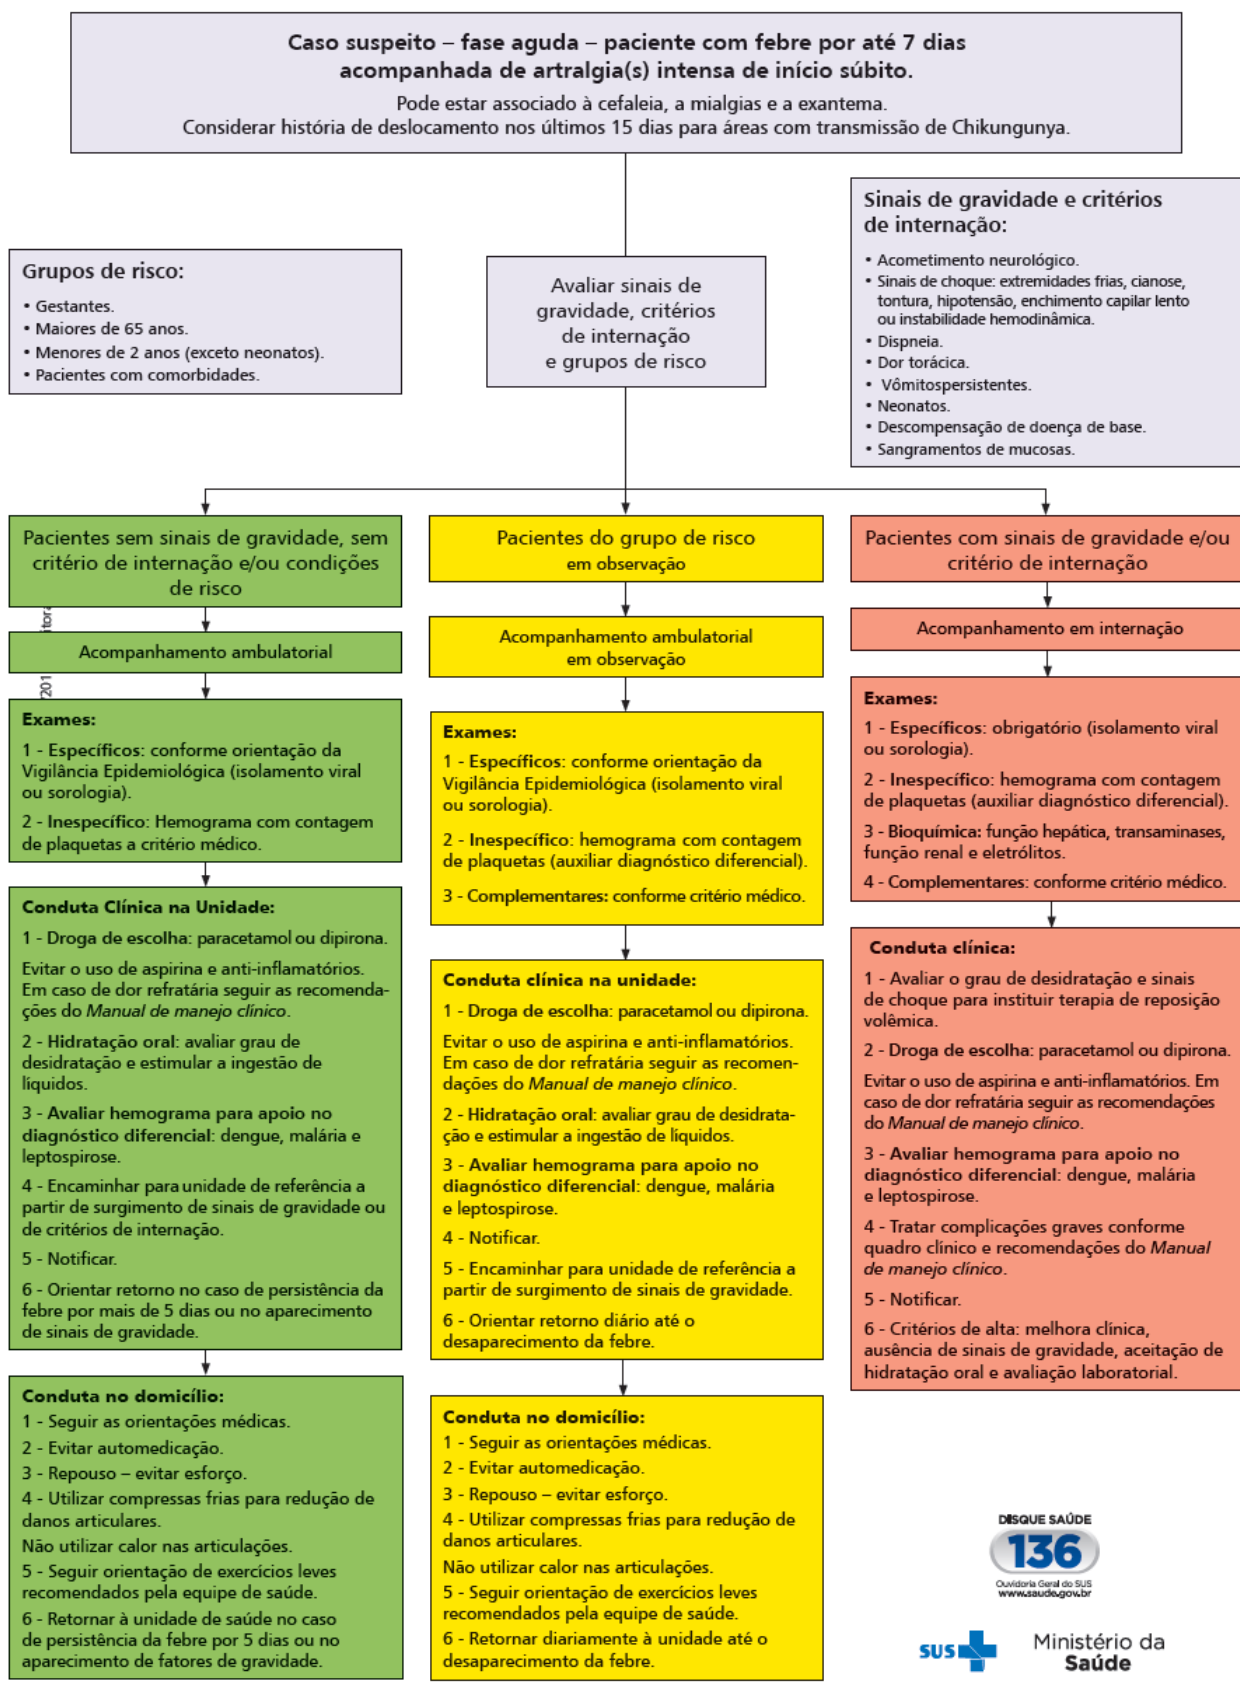 Caso suspeito – fase aguda – paciente com febre por até 7 dias
acompanhada de artralgia(s) intensa de início súbito.
Pode estar associado à cefaleia, a mialgias e a exantema.
Considerar história de deslocamento nos últimos 15 dias para áreas com transmissão de Chikungunya.
Grupos de risco:
• Gestantes.
• Maiores de 65 anos.
• Menores de 2 anos (exceto neonatos).
• Pacientes com comorbidades.
Avaliar sinais de
gravidade, critérios
de internação
e grupos de risco
Sinais de gravidade e critérios
de internação:
• Acometimento neurológico.
• Sinais de choque: extremidades frias, cianose,
tontura, hipotensão, enchimento capilar lento
ou instabilidade hemodinâmica.
• Dispneia.
• Dor torácica.
• Vômitospersistentes.
• Neonatos.
• Descompensação de doença de base.
• Sangramentos de mucosas.
Pacientes sem sinais de gravidade, sem
critério de internação e/ou condições
de risco
Acompanhamento ambulatorial
Exames:
1 - Específicos: conforme orientação da
Vigilância Epidemiológica (isolamento viral
ou sorologia).
2 - Inespecífico: Hemograma com contagem
de plaquetas a critério médico.
Conduta Clínica na Unidade:
1 - Droga de escolha: paracetamol ou dipirona.
Evitar o uso de aspirina e anti-inflamatórios.
Em caso de dor refratária seguir as recomenda-
ções do Manual de manejo clínico.
2 - Hidratação oral: avaliar grau de
desidratação e estimular a ingestão de
líquidos.
3 - Avaliar hemograma para apoio no
diagnóstico diferencial: dengue, malária e
leptospirose.
4 - Encaminhar para unidade de referência a
partir de surgimento de sinais de gravidade ou
de critérios de internação.
5 - Notificar.
6 - Orientar retorno no caso de persistência da
febre por mais de 5 dias ou no aparecimento
de sinais de gravidade.
Conduta no domicílio:
1 - Seguir as orientações médicas.
2 - Evitar automedicação.
3 - Repouso – evitar esforço.
4 - Utilizar compressas frias para redução de
danos articulares.
Não utilizar calor nas articulações.
5 - Seguir orientação de exercícios leves
recomendados pela equipe de saúde.
6 - Retornar à unidade de saúde no caso
de persistência da febre por 5 dias ou no
aparecimento de fatores de gravidade.
Pacientes do grupo de risco
em observação
Acompanhamento ambulatorial
em observação
Exames:
1 - Específicos: conforme orientação da
Vigilância Epidemiológica (isolamento viral
ou sorologia).
2 - Inespecífico: hemograma com contagem
de plaquetas (auxiliar diagnóstico diferencial).
3 - Complementares: conforme critério médico.
Conduta clínica na unidade:
1 - Droga de escolha: paracetamol ou dipirona.
Evitar o uso de aspirina e anti-inflamatórios.
Em caso de dor refratária seguir as recomen-
dações do Manual de manejo clínico.
2 - Hidratação oral: avaliar grau de desidrata-
ção e estimular a ingestão de líquidos.
3 - Avaliar hemograma para apoio no
diagnóstico diferencial: dengue, malária
e leptospirose.
4 - Notificar.
5 - Encaminhar para unidade de referência a
partir de surgimento de sinais de gravidade.
6 - Orientar retorno diário até o
desaparecimento da febre.
Conduta no domicílio:
1 - Seguir as orientações médicas.
2 - Evitar automedicação.
3 - Repouso – evitar esforço.
4 - Utilizar compressas frias para redução de
danos articulares.
Não utilizar calor nas articulações.
5 - Seguir orientação de exercícios leves
recomendados pela equipe de saúde.
6 - Retornar diariamente à unidade até o
desaparecimento da febre.
Pacientes com sinais de gravidade e/ou
critério de internação
Acompanhamento em internação
Exames:
1 - Específicos: obrigatório (isolamento viral
ou sorologia).
2 - Inespecífico: hemograma com contagem
de plaquetas (auxiliar diagnóstico diferencial).
3 - Bioquímica: função hepática, transaminases,
função renal e eletrólitos.
4 - Complementares: conforme critério médico.
Conduta clínica:
1 - Avaliar o grau de desidratação e sinais
de choque para instituir terapia de reposição
volêmica.
2 - Droga de escolha: paracetamol ou dipirona.
Evitar o uso de aspirina e anti-inflamatórios. Em
caso de dor refratária seguir as recomendações
do Manual de manejo clínico.
3 - Avaliar hemograma para apoio no
diagnóstico diferencial: dengue, malária
e leptospirose.
4 - Tratar complicações graves conforme
quadro clínico e recomendações do Manual
de manejo clínico.
5 - Notificar.
6 - Critérios de alta: melhora clínica,
ausência de sinais de gravidade, aceitação de
hidratação oral e avaliação laboratorial.
DISQUE SAÚDE
136
Ouvidoria Geral do SUS
www.saude.gov.br
SUS
Ministério da
Saúde